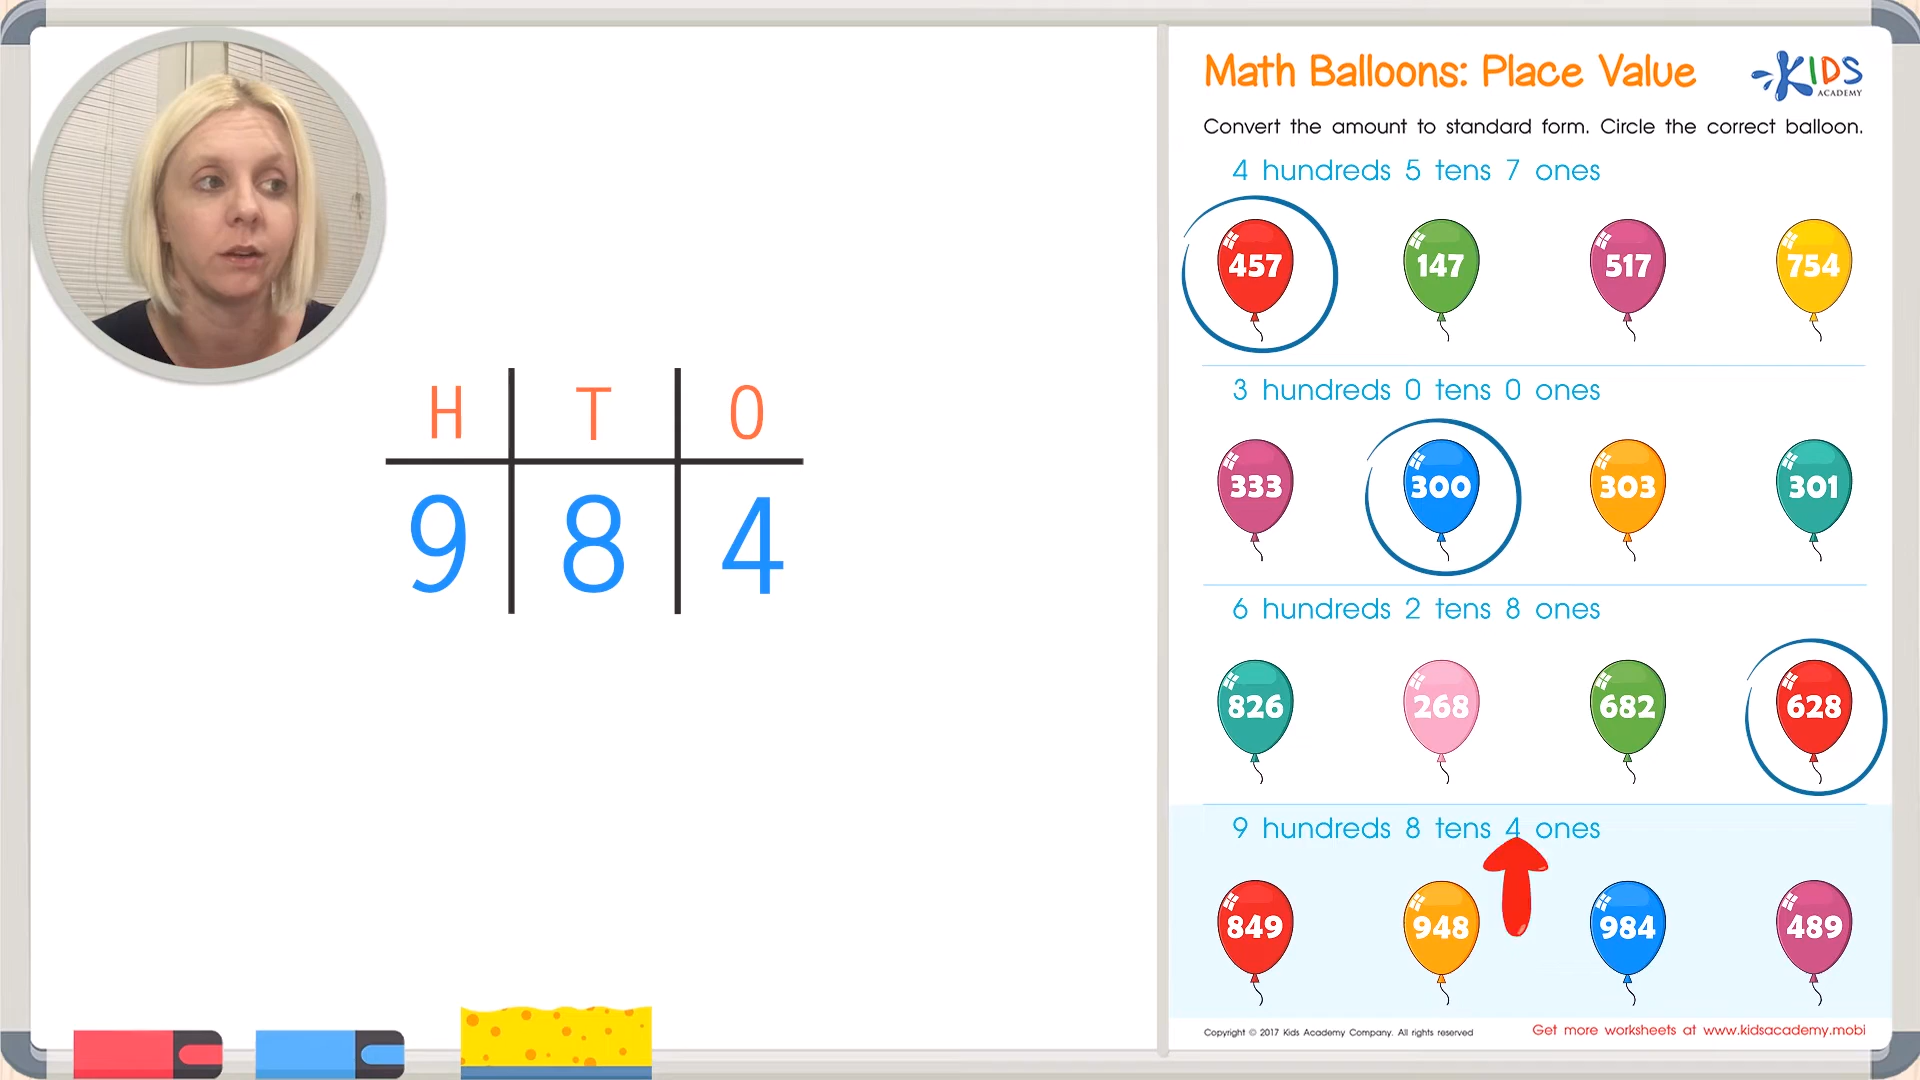 H T O
9 8 4
Math Balloons: Place Value
KIDS
ACADEMY
Convert the amount to standard form. Circle the correct balloon.
4 hundreds 5 tens 7 ones
457 147 517 754
3 hundreds 0 tens 0 ones
333 300 303 301
6 hundreds 2 tens 8 ones
826 268 682 628
9 hundreds 8 tens 4 ones
849 948 984 489
Copyright © 2017 Kids Academy Company. All rights reserved
Get more worksheets at www.kidsacademy.mobi